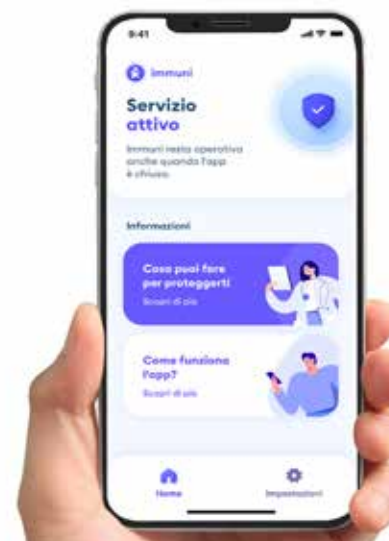 9:41
immuni
Servizio
attivo
Immuni resta operativa
anche quando l'app
è chiusa.
Informazioni
Cosa puoi fare
per proteggerti
Scopri di più
Come funziona
l'app?
Scopri di più
Home
Impostazioni